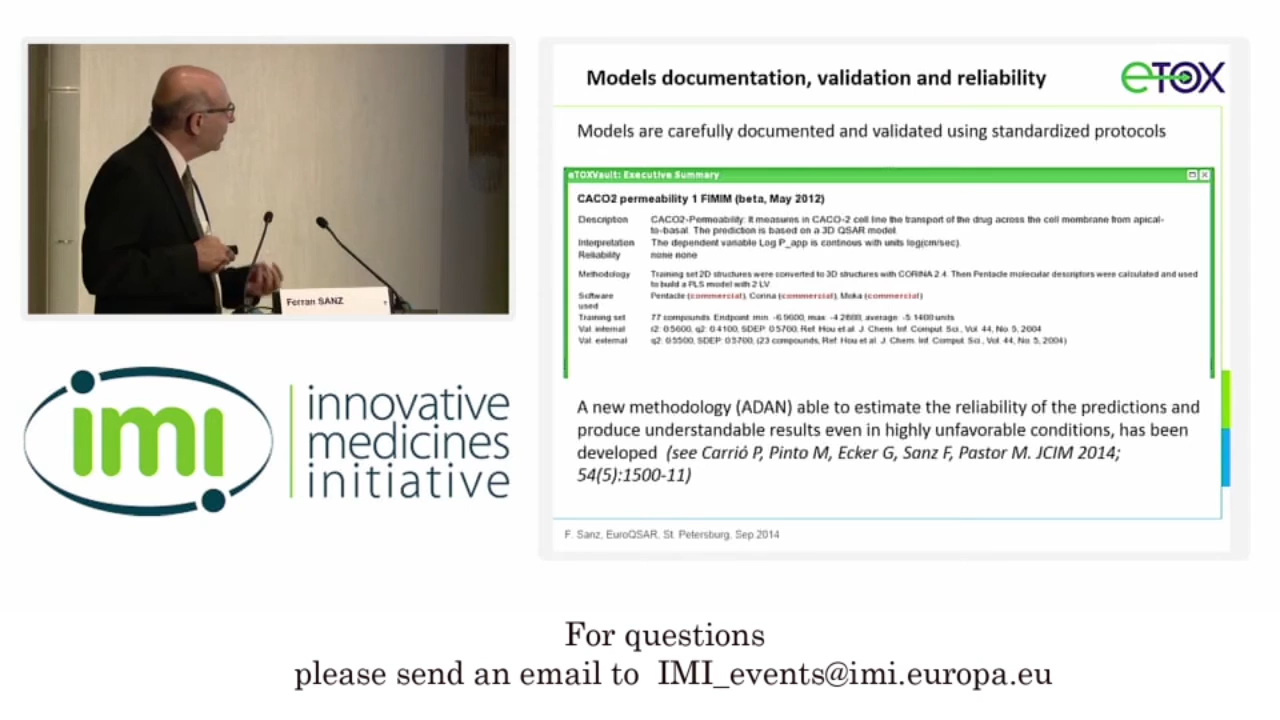 Ferran SANZ
imi
innovative
medicines
initiative
Models documentation, validation and reliability
eTOX
Models are carefully documented and validated using standardized protocols
eTOXVault: Executive Summary
CACO2 permeability 1 FIMIM (beta, May 2012)
Description CACO2-Permeability: It measures in CACO-2 cell line the transport of the drug across the cell membrane from apical-
to-basal. The prediction is based on a 3D QSAR model.
Interpretation The dependent variable Log P_app is continous with units log(cm/sec).
Reliability none none
Methodology Training set 2D structures were converted to 3D structures with CORINA 2.4. Then Pentacle molecular descriptors were calculated and used
to build a PLS model with 2 LV
Software Pentacle (commercial), Corina (commercial), Moka (commercial)
used
Training set 77 compounds. Endpoint: min: -6.9600, max: -4.2800, average: -5.1400 units
Val. internal r2: 0.5600, q2: 0.4100, SDEP: 0.5700, Ref: Hou et al. J. Chem. Inf. Comput. Sci., Vol. 44, No. 5, 2004
Val. external q2: 0.5500, SDEP: 0.5700, (23 compounds, Ref: Hou et al. J. Chem. Inf. Comput. Sci., Vol. 44, No. 5, 2004)
A new methodology (ADAN) able to estimate the reliability of the predictions and
produce understandable results even in highly unfavorable conditions, has been
developed (see Carrió P, Pinto M, Ecker G, Sanz F, Pastor M. JCIM 2014;
54(5):1500-11)
F. Sanz, EuroQSAR, St. Petersburg, Sep 2014
For questions
please send an email to IMI_events@imi.europa.eu